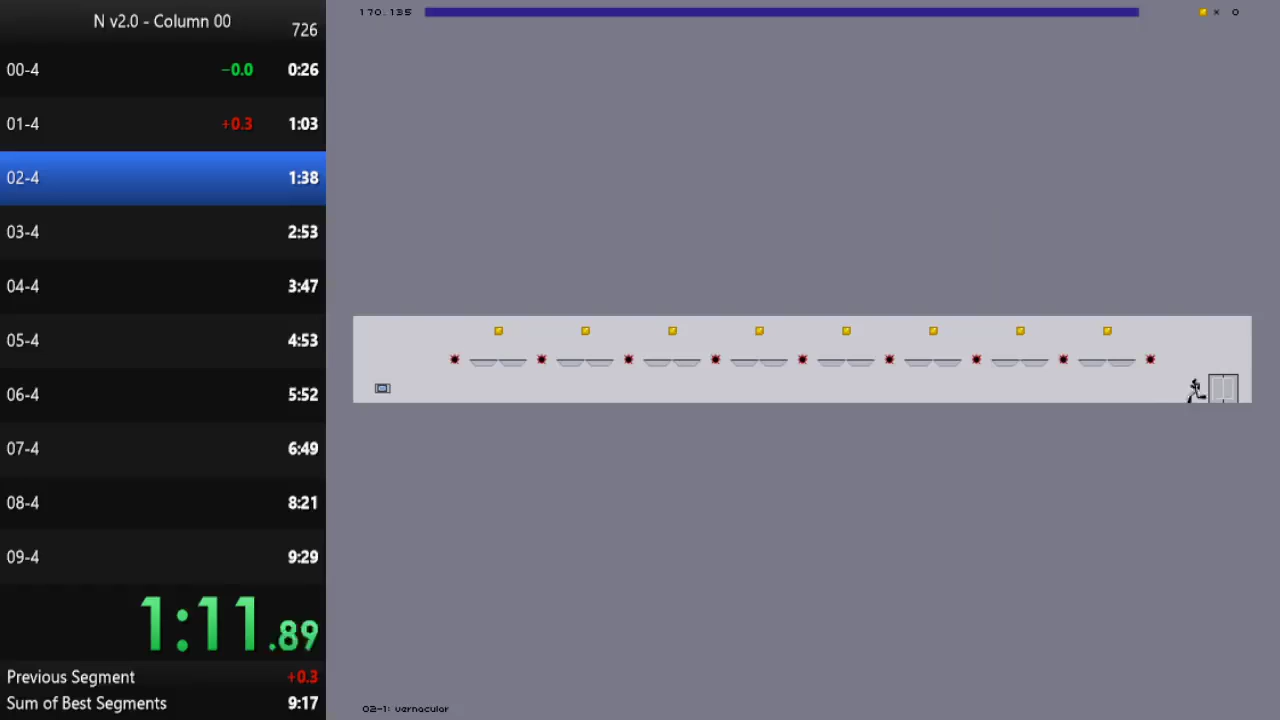 N v2.0 - Column 00
726
00-4 −0.0 0:26
01-4 +0.3 1:03
02-4 1:38
03-4 2:53
04-4 3:47
05-4 4:53
06-4 5:52
07-4 6:49
08-4 8:21
09-4 9:29
1:11.89
Previous Segment +0.3
Sum of Best Segments 9:17
170.135
× 0
02-1: vernacular